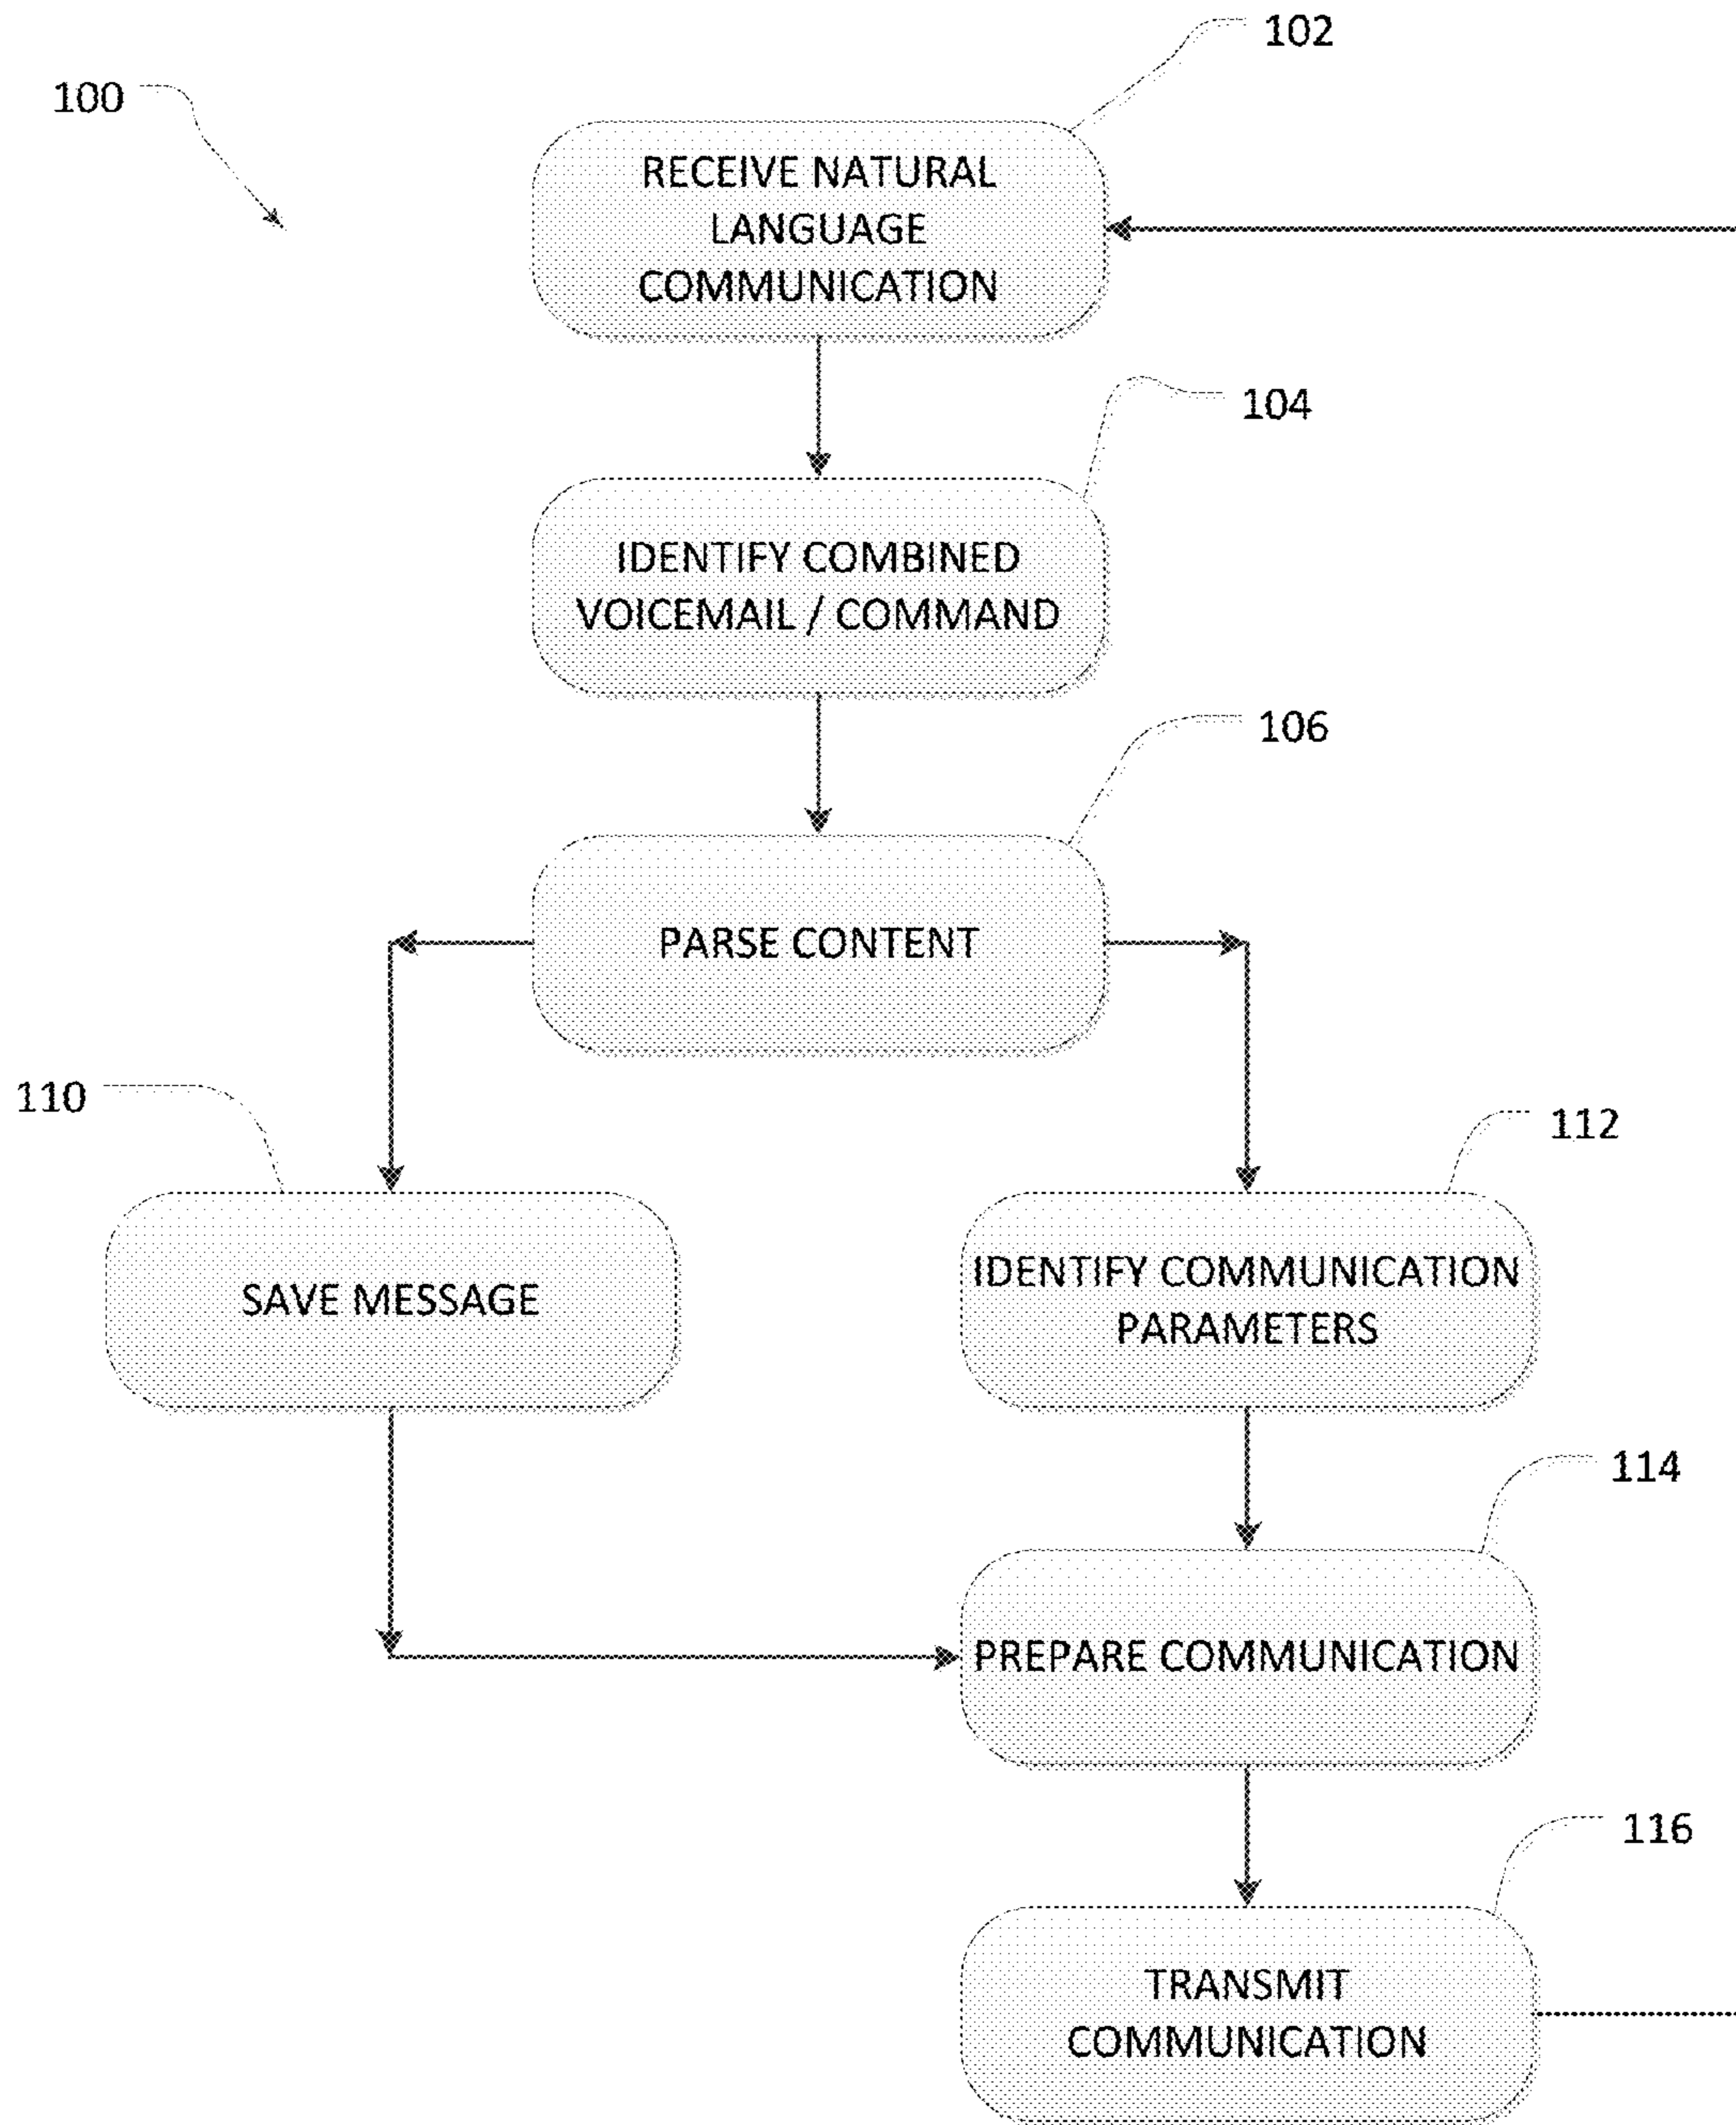 102
100
RECEIVE NATURAL
LANGUAGE
COMMUNICATION
104
IDENTIFY COMBINED
VOICEMAIL / COMMAND
106
PARSE CONTENT
110
112
SAVE MESSAGE
IDENTIFY COMMUNICATION
PARAMETERS
114
PREPARE COMMUNICATION
116
TRANSMIT
COMMUNICATION